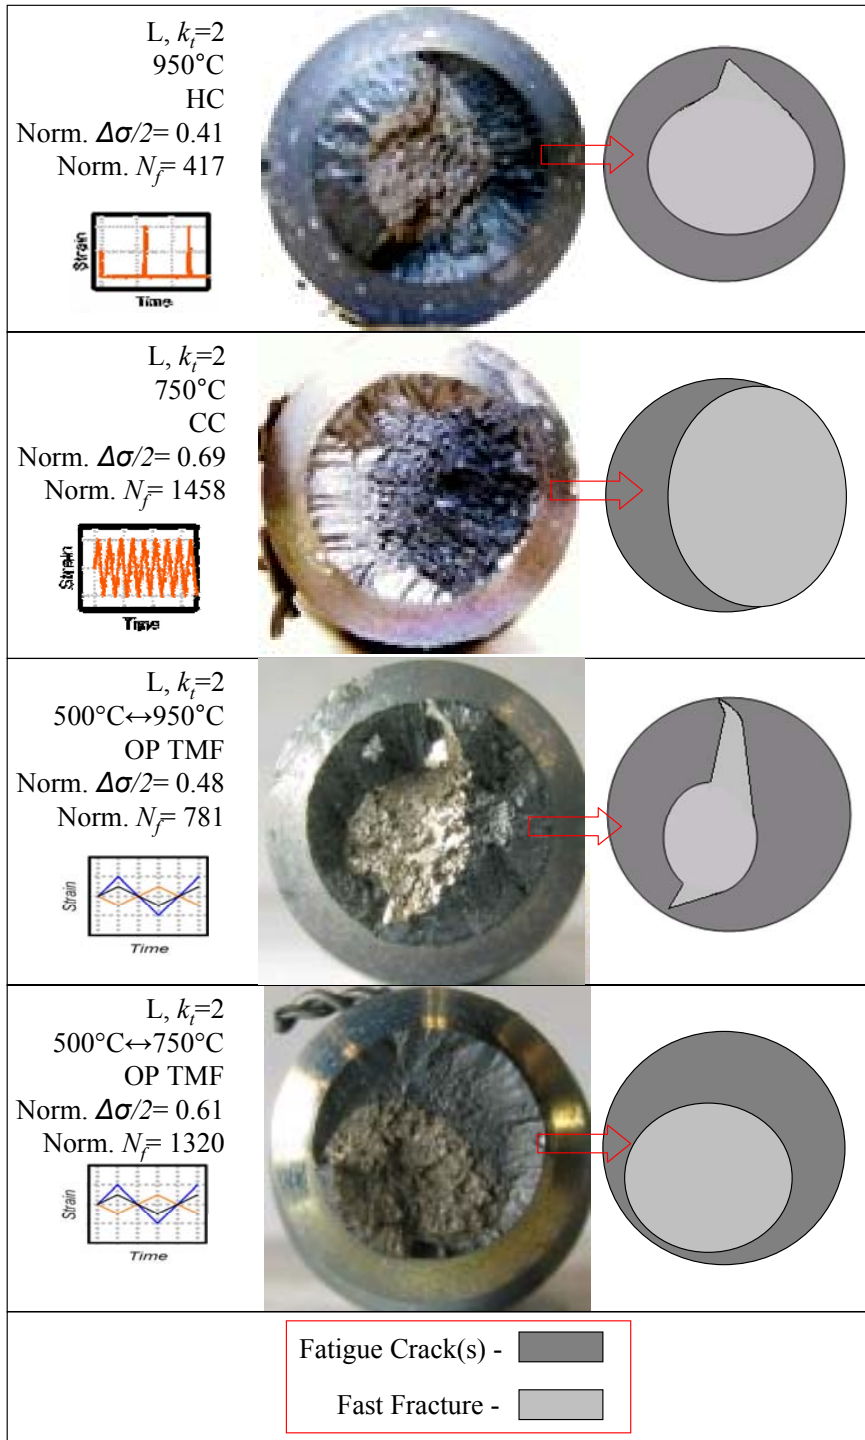 L, kt=2
950°C
HC
Norm. Δσ/2= 0.41
Norm. Nf= 417
Strain
Time
L, kt=2
750°C
CC
Norm. Δσ/2= 0.69
Norm. Nf= 1458
Strain
Time
L, kt=2
500°C↔950°C
OP TMF
Norm. Δσ/2= 0.48
Norm. Nf= 781
Strain
Time
L, kt=2
500°C↔750°C
OP TMF
Norm. Δσ/2= 0.61
Norm. Nf= 1320
Strain
Time
Fatigue Crack(s) -
Fast Fracture -